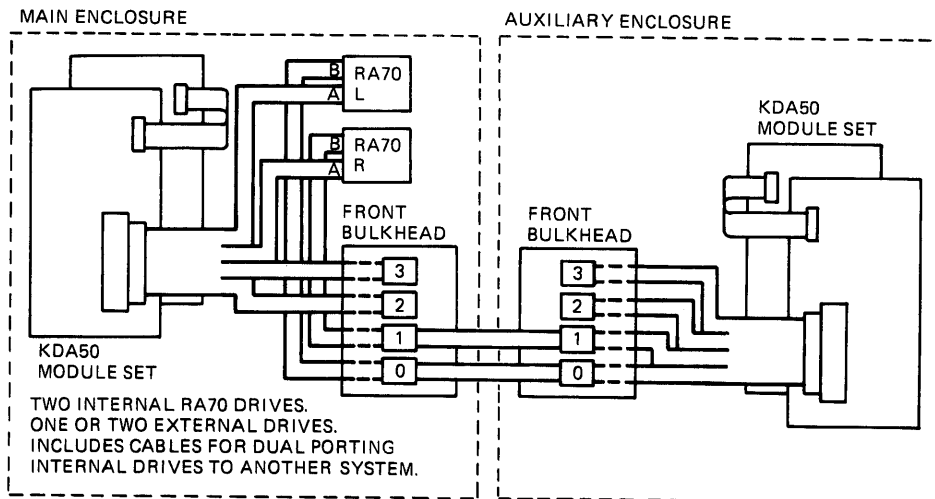 MAIN ENCLOSURE
AUXILIARY ENCLOSURE
B
RA70
A
L
B
RA70
A
R
KDA50
MODULE SET
FRONT
BULKHEAD
FRONT
BULKHEAD
3
2
1
0
3
2
1
0
KDA50
MODULE SET
TWO INTERNAL RA70 DRIVES.
ONE OR TWO EXTERNAL DRIVES.
INCLUDES CABLES FOR DUAL PORTING
INTERNAL DRIVES TO ANOTHER SYSTEM.